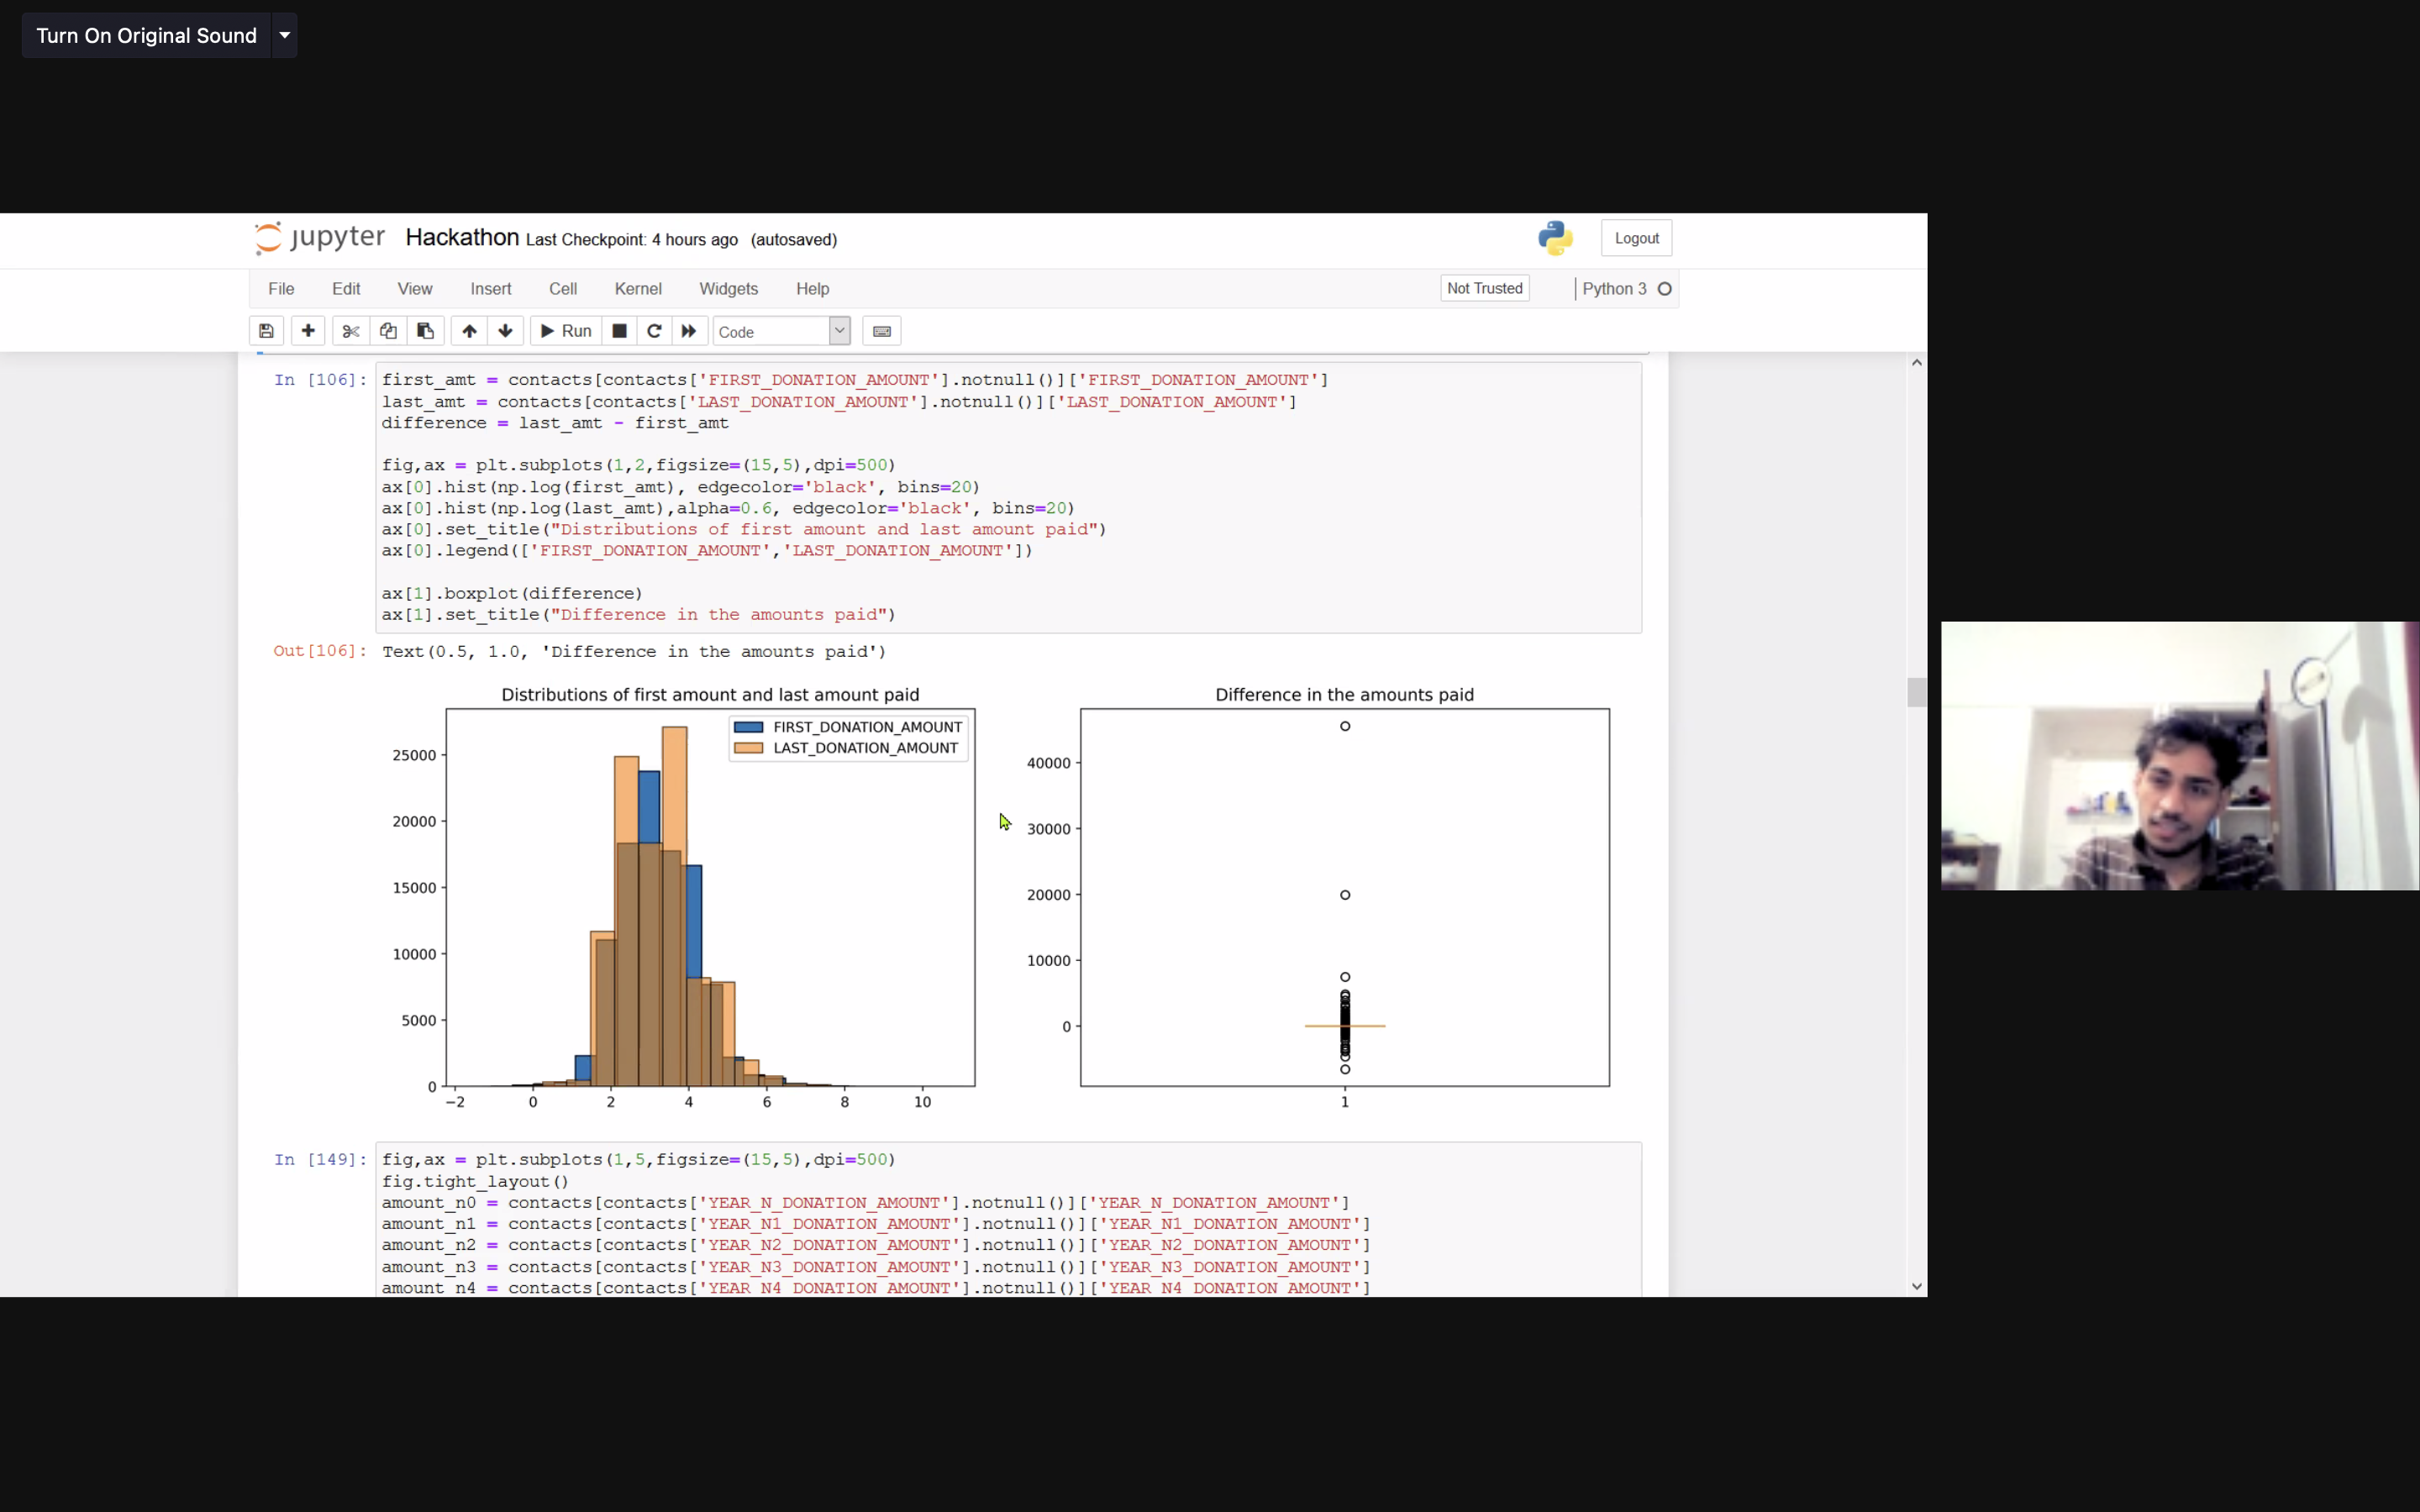 Turn On Original Sound
jupyter Hackathon Last Checkpoint: 4 hours ago (autosaved)
Logout
File Edit View Insert Cell Kernel Widgets Help
Not Trusted
Python 3
Run
Code
In [106]:
first_amt = contacts[contacts['FIRST_DONATION_AMOUNT'].notnull()]['FIRST_DONATION_AMOUNT']
last_amt = contacts[contacts['LAST_DONATION_AMOUNT'].notnull()]['LAST_DONATION_AMOUNT']
difference = last_amt - first_amt
fig,ax = plt.subplots(1,2,figsize=(15,5),dpi=500)
ax[0].hist(np.log(first_amt), edgecolor='black', bins=20)
ax[0].hist(np.log(last_amt),alpha=0.6, edgecolor='black', bins=20)
ax[0].set_title("Distributions of first amount and last amount paid")
ax[0].legend(['FIRST_DONATION_AMOUNT','LAST_DONATION_AMOUNT'])
ax[1].boxplot(difference)
ax[1].set_title("Difference in the amounts paid")
Out[106]: Text(0.5, 1.0, 'Difference in the amounts paid')
Distributions of first amount and last amount paid
FIRST_DONATION_AMOUNT
LAST_DONATION_AMOUNT
25000
20000
15000
10000
5000
0
−2 0 2 4 6 8 10
Difference in the amounts paid
40000
30000
20000
10000
0
1
In [149]:
fig,ax = plt.subplots(1,5,figsize=(15,5),dpi=500)
fig.tight_layout()
amount_n0 = contacts[contacts['YEAR_N_DONATION_AMOUNT'].notnull()]['YEAR_N_DONATION_AMOUNT']
amount_n1 = contacts[contacts['YEAR_N1_DONATION_AMOUNT'].notnull()]['YEAR_N1_DONATION_AMOUNT']
amount_n2 = contacts[contacts['YEAR_N2_DONATION_AMOUNT'].notnull()]['YEAR_N2_DONATION_AMOUNT']
amount_n3 = contacts[contacts['YEAR_N3_DONATION_AMOUNT'].notnull()]['YEAR_N3_DONATION_AMOUNT']
amount_n4 = contacts[contacts['YEAR_N4_DONATION_AMOUNT'].notnull()]['YEAR_N4_DONATION_AMOUNT']